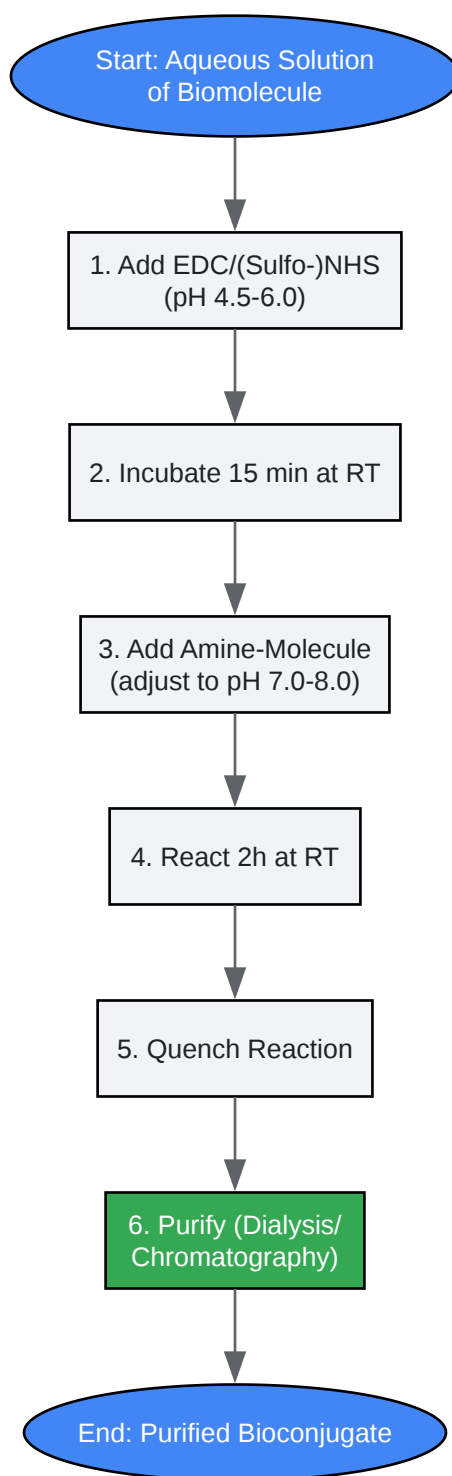 Start: Aqueous Solution
of Biomolecule
1. Add EDC/(Sulfo-)NHS
(pH 4.5-6.0)
2. Incubate 15 min at RT
3. Add Amine-Molecule
(adjust to pH 7.0-8.0)
4. React 2h at RT
5. Quench Reaction
6. Purify (Dialysis/
Chromatography)
End: Purified Bioconjugate